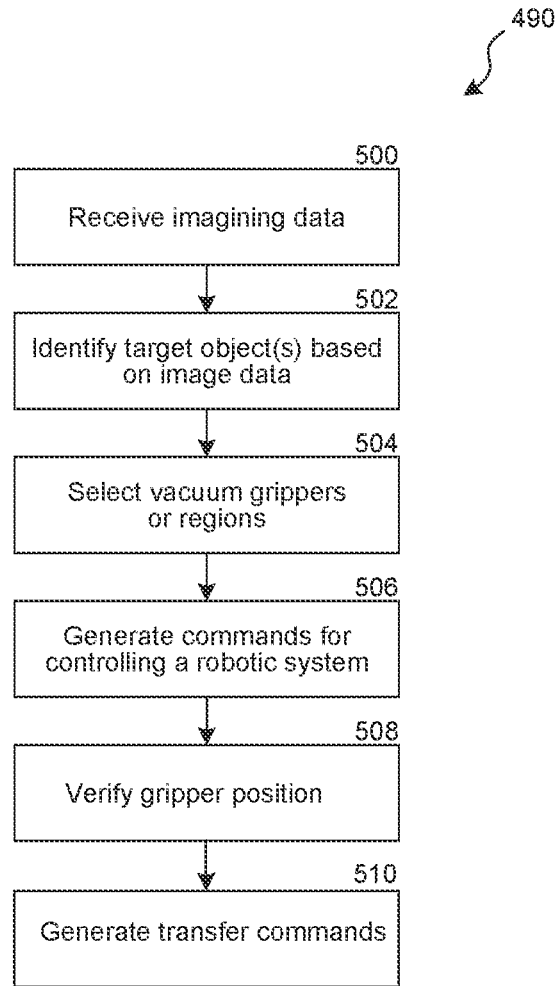 490
500
Receive imagining data
502
Identify target object(s) based
on image data
504
Select vacuum grippers
or regions
506
Generate commands for
controlling a robotic system
508
Verify gripper position
510
Generate transfer commands